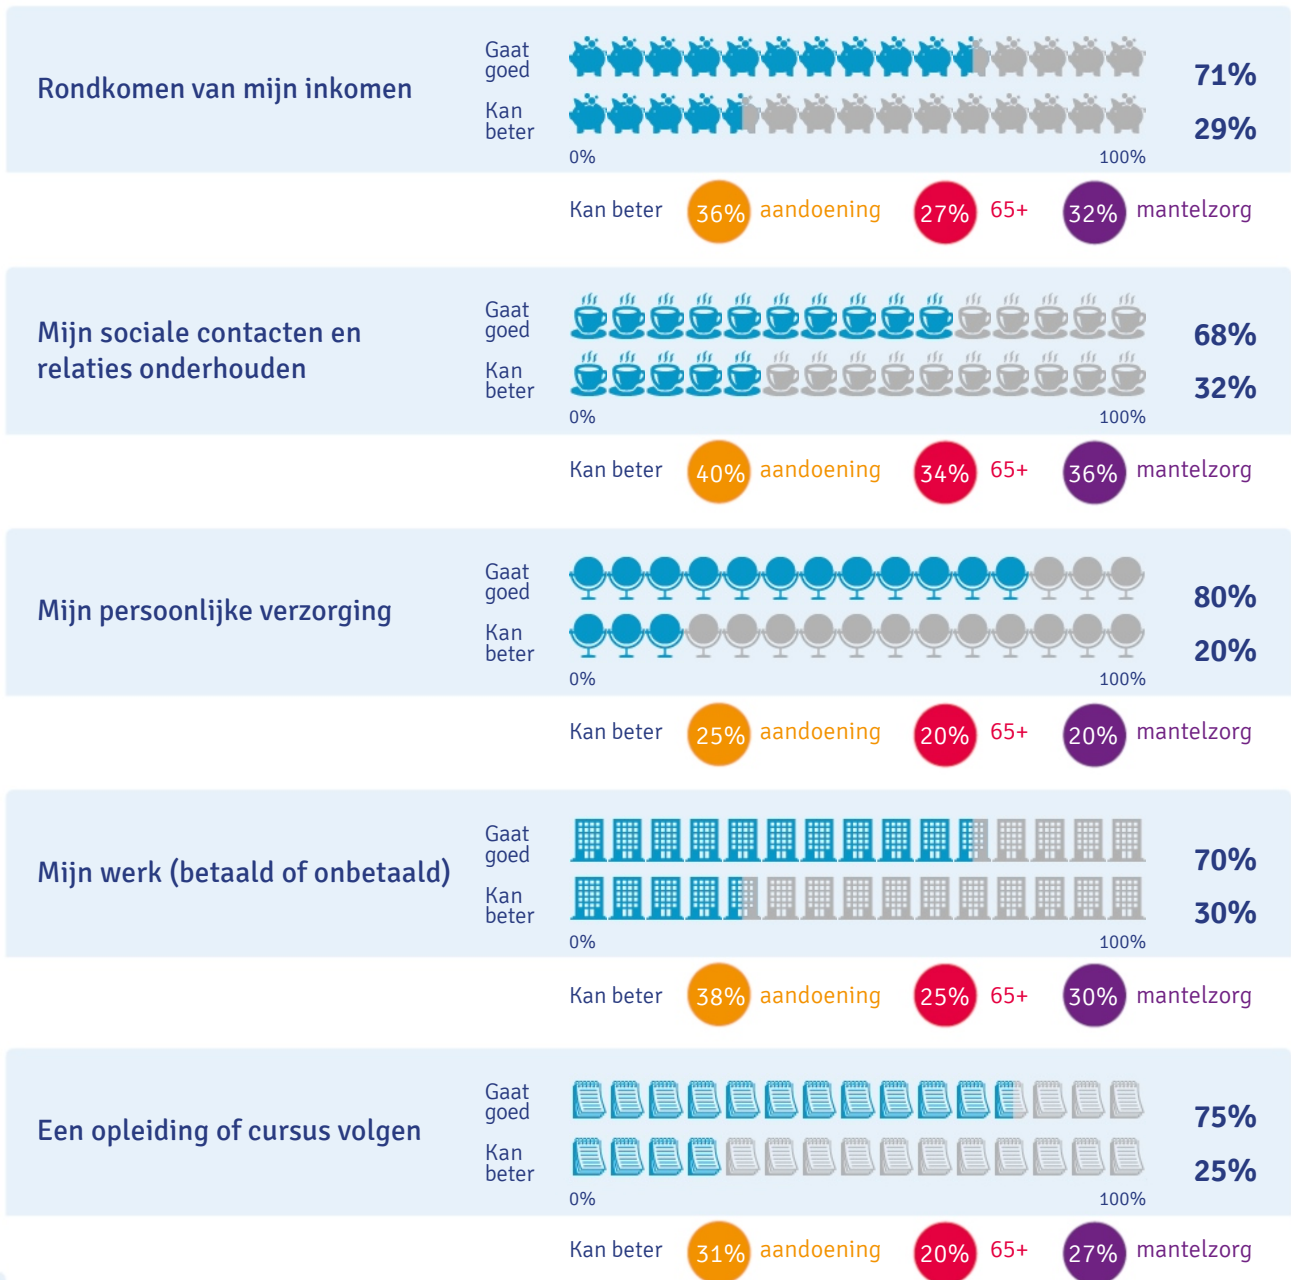 Rondkomen van mijn inkomen
Gaat
goed
71%
Kan
beter
29%
0% 100%
Kan beter 36% aandoening 27% 65+ 32% mantelzorg
Mijn sociale contacten en
relaties onderhouden
Gaat
goed
68%
Kan
beter
32%
0% 100%
Kan beter 40% aandoening 34% 65+ 36% mantelzorg
Mijn persoonlijke verzorging
Gaat
goed
80%
Kan
beter
20%
0% 100%
Kan beter 25% aandoening 20% 65+ 20% mantelzorg
Mijn werk (betaald of onbetaald)
Gaat
goed
70%
Kan
beter
30%
0% 100%
Kan beter 38% aandoening 25% 65+ 30% mantelzorg
Een opleiding of cursus volgen
Gaat
goed
75%
Kan
beter
25%
0% 100%
Kan beter 31% aandoening 20% 65+ 27% mantelzorg